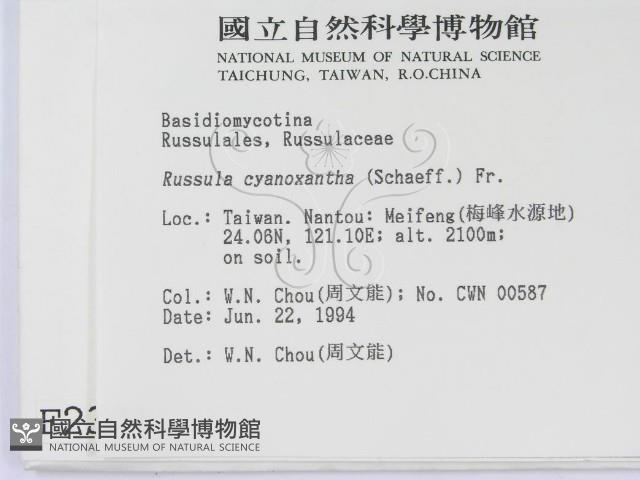 國立自然科學博物館
NATIONAL MUSEUM OF NATURAL SCIENCE
TAICHUNG, TAIWAN, R.O.CHINA
Basidiomycotina
Russulales, Russulaceae
Russula cyanoxantha (Schaeff.) Fr.
Loc.: Taiwan. Nantou: Meifeng(梅峰水源地)
24.06N, 121.10E; alt. 2100m;
on soil.
Col.: W.N. Chou(周文能); No. CWN 00587
Date: Jun. 22, 1994
Det.: W.N. Chou(周文能)
國立自然科學博物館
NATIONAL MUSEUM OF NATURAL SCIENCE